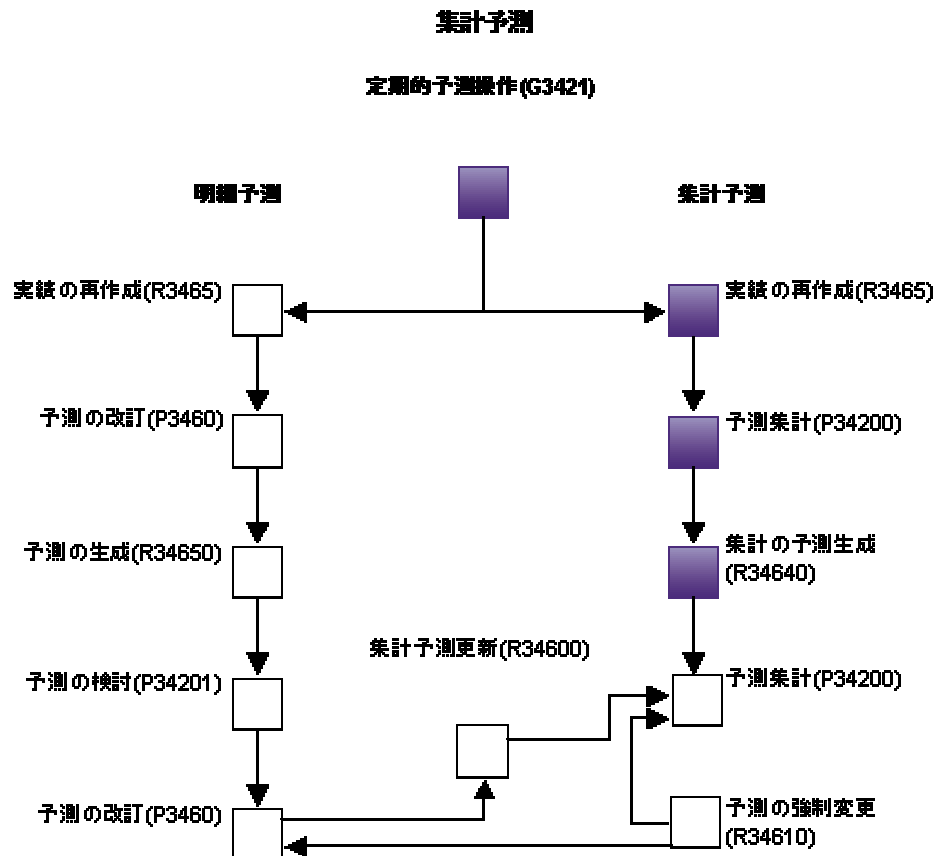 集計予測
定期的予測操作(G3421)
明細予測
集計予測
実績の再作成(R3465)
実績の再作成(R3465)
予測の改訂(P3460)
予測集計(P34200)
予測の生成(R34650)
集計の予測生成
(R34640)
集計予測更新(R34600)
予測の検討(P34201)
予測集計(P34200)
予測の改訂(P3460)
予測の強制変更
(R34610)